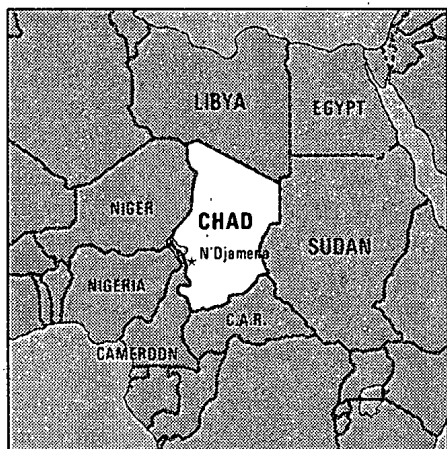 LIBYA
EGYPT
NIGER
CHAD
N'Djamena
SUDAN
NIGERIA
C.A.R.
CAMEROON